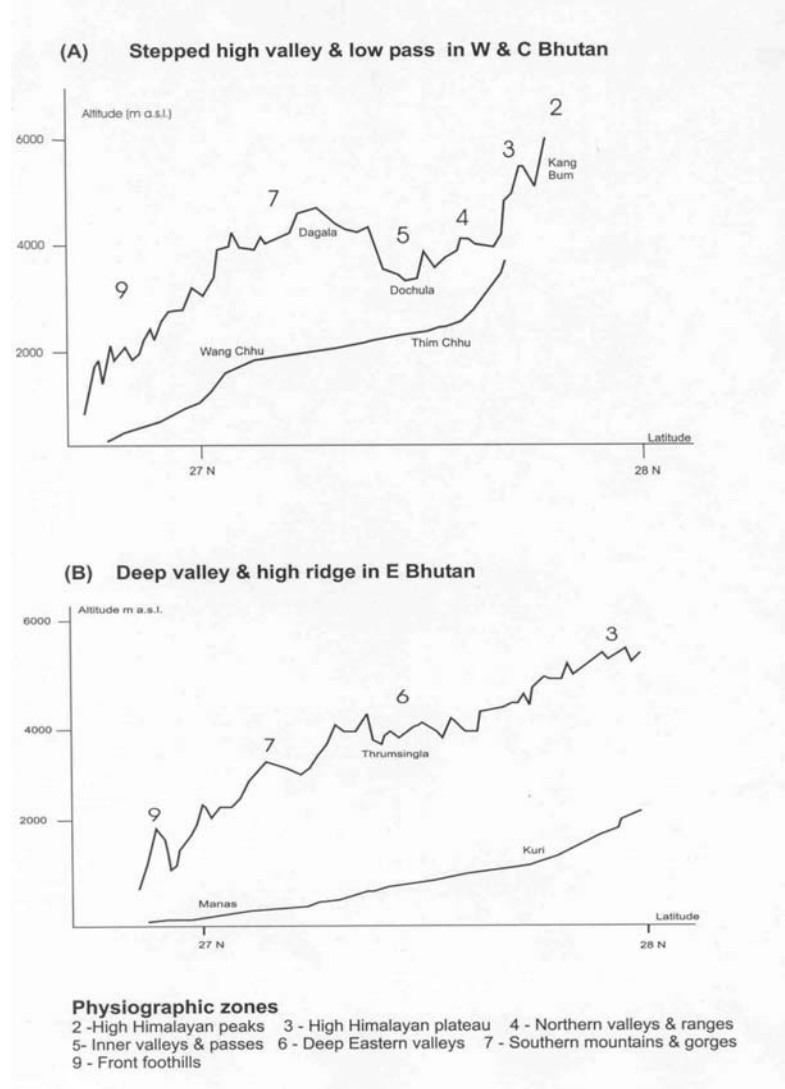 (A) Stepped high valley & low pass in W & C Bhutan
Altitude (m a.s.l.)
2
6000
3
Kang
Bum
7
4
Dagala
5
4000
Dochula
9
2000
Wang Chhu
Thim Chhu
Latitude
27 N
28 N
(B) Deep valley & high ridge in E Bhutan
Altitude m a.s.l.
6000
3
6
4000
7
Thrumsingla
9
2000
Kuri
Manas
Latitude
27 N
28 N
Physiographic zones
2 -High Himalayan peaks 3 - High Himalayan plateau 4 - Northern valleys & ranges
5- Inner valleys & passes 6 - Deep Eastern valleys 7 - Southern mountains & gorges
9 - Front foothills